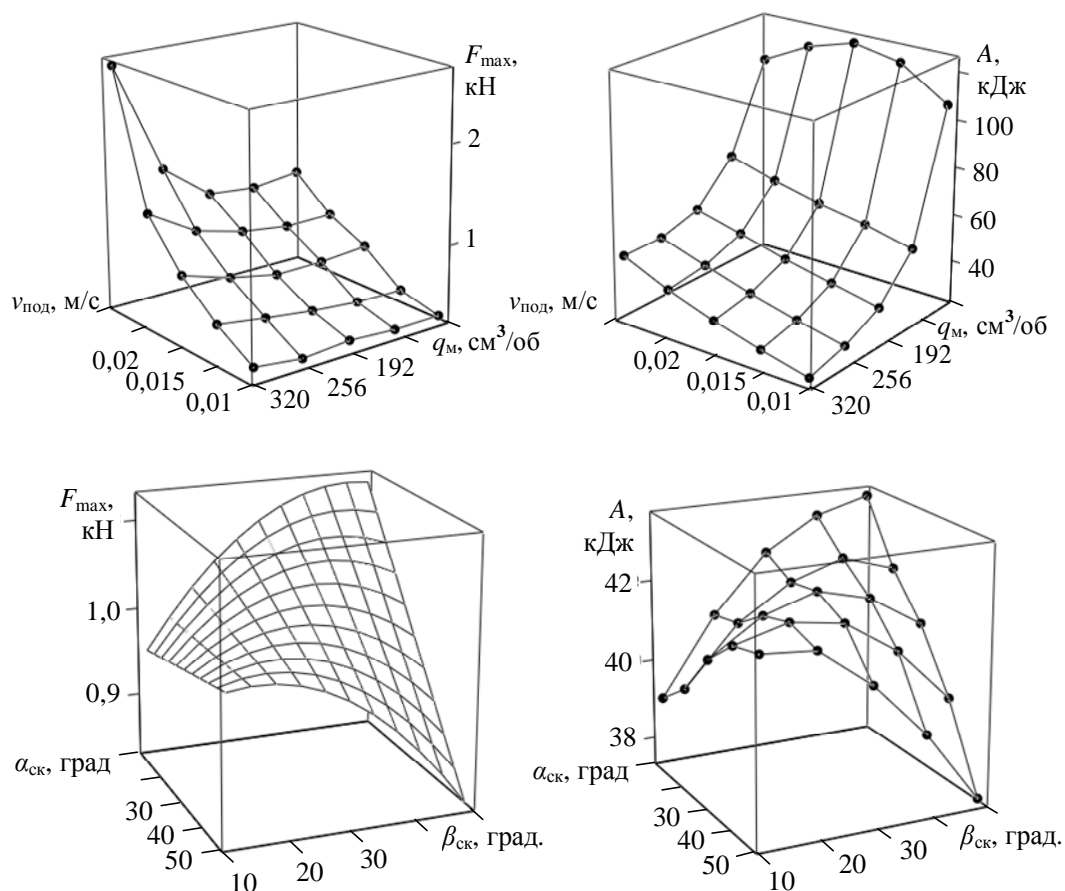 F_max,
кН
2
1
v_под, м/с
q_м, см³/об
0,02
0,015
0,01
320
256
192
A,
кДж
100
80
60
40
v_под, м/с
q_м, см³/об
0,02
0,015
0,01
320
256
192
F_max,
кН
1,0
0,9
α_ск, град
30
40
50
10
20
30
β_ск, град.
A,
кДж
42
40
38
α_ск, град
30
40
50
10
20
30
β_ск, град.